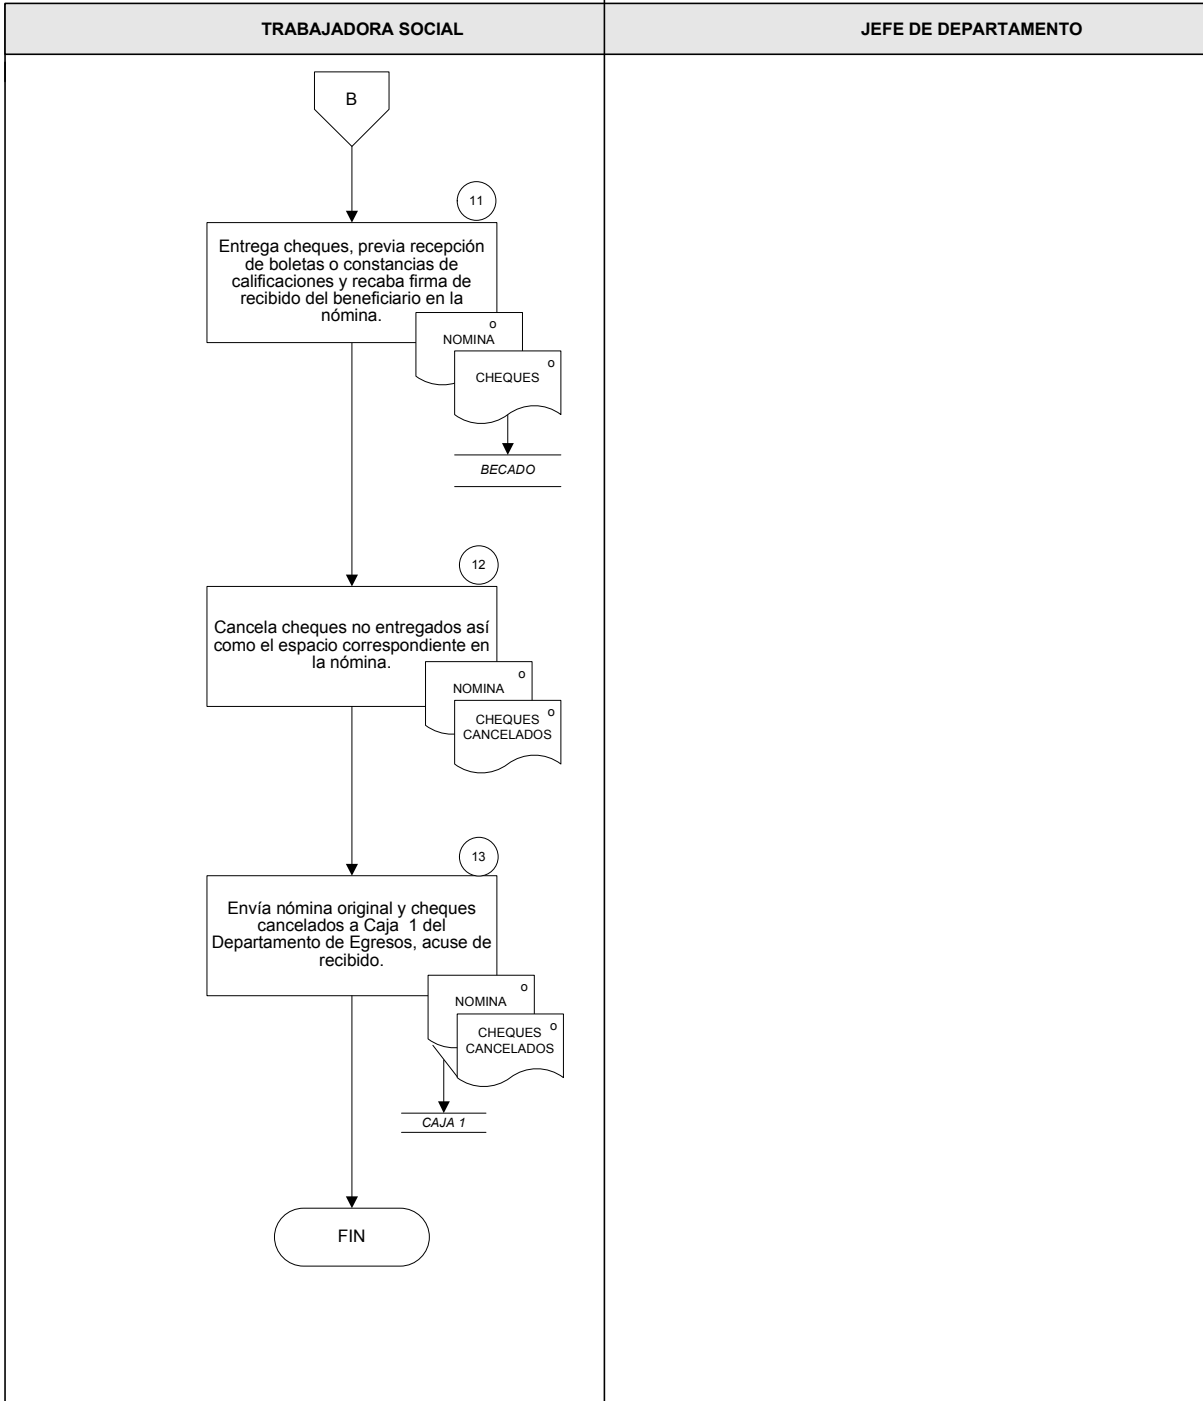 TRABAJADORA SOCIAL
JEFE DE DEPARTAMENTO
B
11
Entrega cheques, previa recepción
de boletas o constancias de
calificaciones y recaba firma de
recibido del beneficiario en la
nómina.
o
NOMINA
o
CHEQUES
BECADO
12
Cancela cheques no entregados así
como el espacio correspondiente en
la nómina.
o
NOMINA
o
CHEQUES
CANCELADOS
13
Envía nómina original y cheques
cancelados a Caja 1 del
Departamento de Egresos, acuse de
recibido.
o
NOMINA
o
CHEQUES
CANCELADOS
CAJA 1
FIN